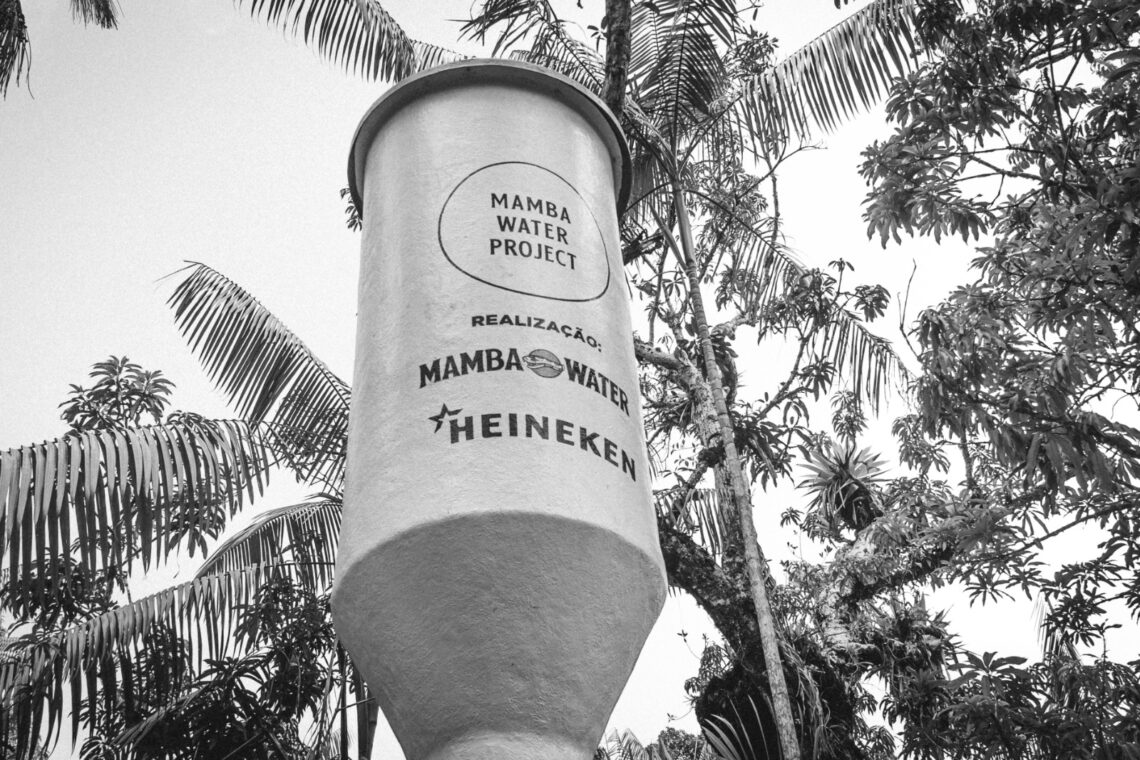 MAMBA
WATER
PROJECT
REALIZAÇÃO:
MAMBA WATER
HEINEKEN